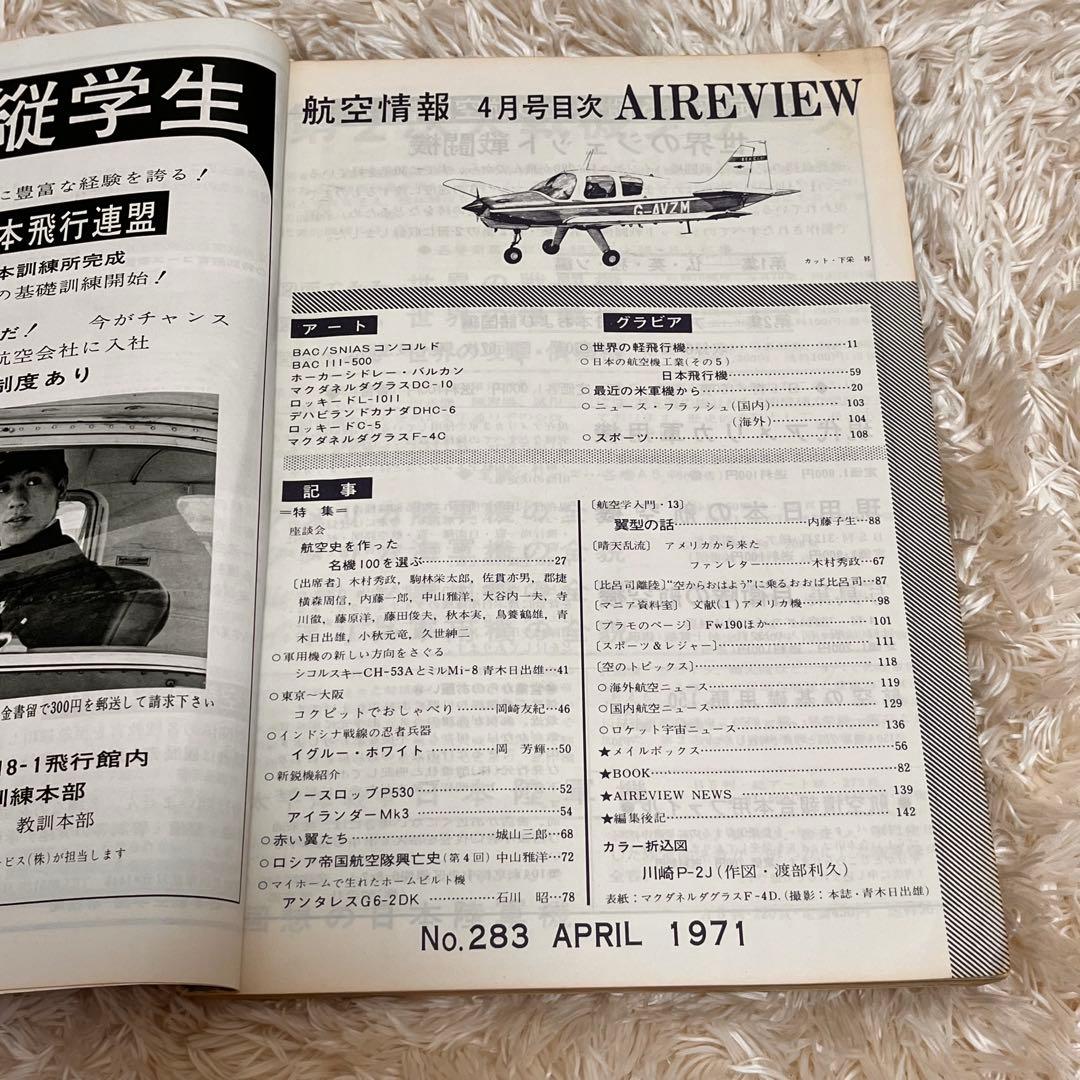 縦学生
に豊富な経験を誇る！
本飛行連盟
本訓練所完成
の基礎訓練開始！
だ！ 今がチャンス
航空会社に入社
制度あり
金書留で300円を郵送して請求下さい
18-1飛行館内
訓練本部
教訓本部
ービス(株)が担当します
航空情報 4月号目次 AIREVIEW
G-AVZM
カット・下栄 昇
アート
BAC/SNIASコンコルド
BAC III-500
ホーカーシドレー・バルカン
マクダネルダグラスDC-10
ロッキードL-1011
デハビランドカナダDHC-6
ロッキードC-5
マクダネルダグラスF-4C
グラビア
○世界の軽飛行機……11
○日本の航空機工業(その5)
日本飛行機……59
○最近の米軍機から……20
○ニュース・フラッシュ(国内)……103
(海外)……104
○スポーツ……108
記事
＝特集＝
座談会
航空史を作った
名機100を選ぶ……27
〔出席者〕木村秀政，駒林栄太郎，佐貫亦男，郡捷
横森周信，内藤一郎，中山雅洋，大谷内一夫，寺
川徹，藤原洋，藤田俊夫，秋本実，鳥養鶴雄，青
木日出雄，小秋元竜，久世紳二
○軍用機の新しい方向をさぐる
シコルスキーCH-53AとミルMi-8 青木日出雄…41
○東京〜大阪
コクピットでおしゃべり……岡崎友紀…46
○インドシナ戦線の忍者兵器
イグルー・ホワイト……岡 芳輝…50
○新鋭機紹介
ノースロップP530……52
アイランダーMk3……54
○赤い翼たち……城山三郎…68
○ロシア帝国航空隊興亡史(第4回)中山雅洋…72
○マイホームで生れたホームビルト機
アンタレスG6-2DK……石川 昭…78
〔航空学入門・13〕
翼型の話……内藤子生…88
〔晴天乱流〕 アメリカから来た
ファンレター……木村秀政…67
〔比呂司離陸〕“空からおはよう”に乗るおおば比呂司…87
〔マニア資料室〕 文献(1)アメリカ機……98
〔プラモのページ〕 Fw190ほか……101
〔スポーツ＆レジャー〕……111
〔空のトピックス〕……118
○海外航空ニュース……119
○国内航空ニュース……129
○ロケット宇宙ニュース……136
★メイルボックス……56
★BOOK……82
★AIREVIEW NEWS……139
★編集後記……142
カラー折込図
川崎P-2J(作図・渡部利久)
表紙：マクダネルダグラスF-4D.(撮影：本誌・青木日出雄)
No.283 APRIL 1971